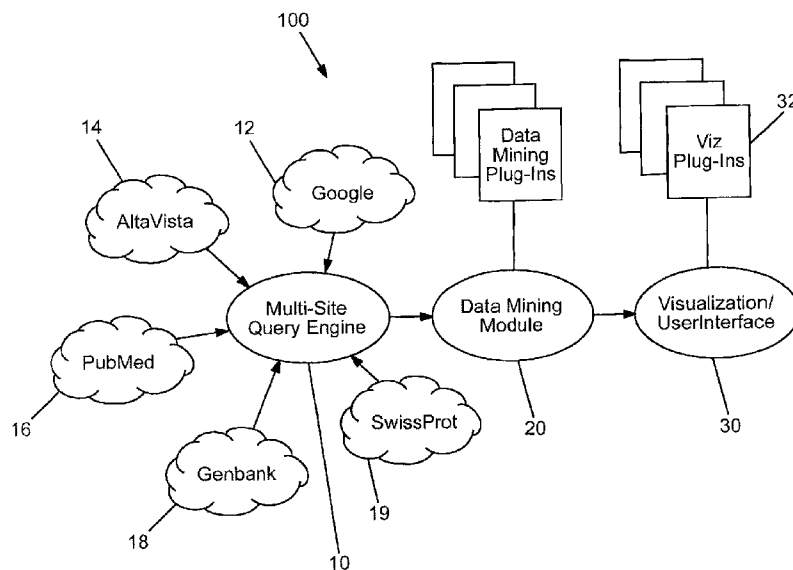 100
14
12
32
Data
Mining
Plug-Ins
Viz
Plug-Ins
Google
AltaVista
Multi-Site
Query Engine
Data Mining
Module
Visualization/
UserInterface
PubMed
SwissProt
16
20
30
Genbank
19
18
10